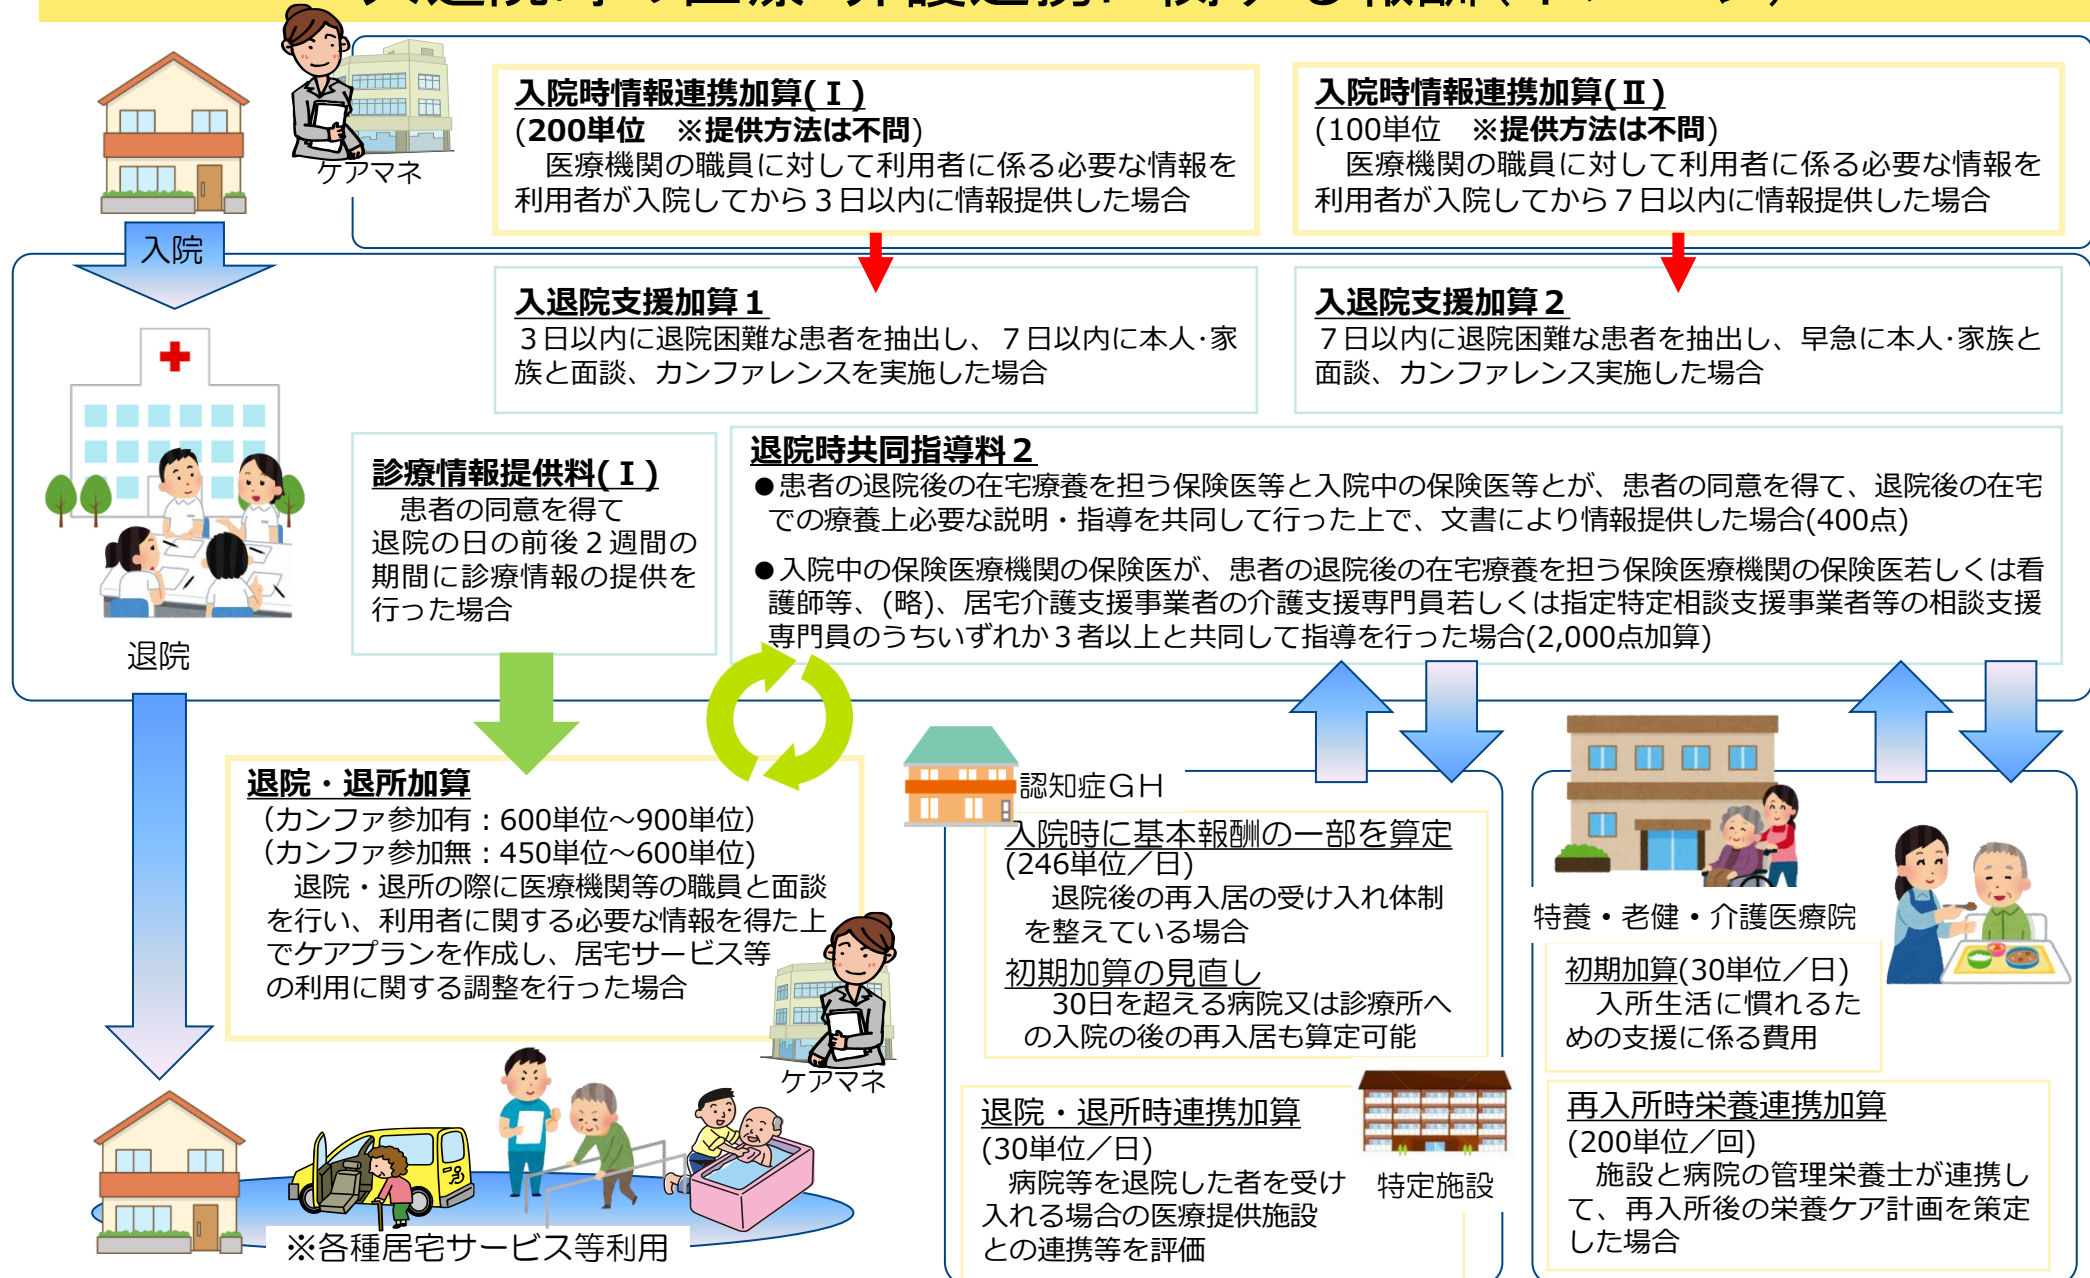 入退院時の医療・介護連携に関する報酬(イメージ)
ケアマネ
入院時情報連携加算(Ⅰ)
(200単位　※提供方法は不問)
医療機関の職員に対して利用者に係る必要な情報を
利用者が入院してから３日以内に情報提供した場合
入院時情報連携加算(Ⅱ)
(100単位　※提供方法は不問)
医療機関の職員に対して利用者に係る必要な情報を
利用者が入院してから７日以内に情報提供した場合
入院
入退院支援加算１
３日以内に退院困難な患者を抽出し、７日以内に本人･家
族と面談、カンファレンスを実施した場合
入退院支援加算２
７日以内に退院困難な患者を抽出し、早急に本人･家族と
面談、カンファレンス実施した場合
診療情報提供料(Ⅰ)
患者の同意を得て
退院の日の前後２週間の
期間に診療情報の提供を
行った場合
退院時共同指導料２
●患者の退院後の在宅療養を担う保険医等と入院中の保険医等とが、患者の同意を得て、退院後の在宅
での療養上必要な説明・指導を共同して行った上で、文書により情報提供した場合(400点)
●入院中の保険医療機関の保険医が、患者の退院後の在宅療養を担う保険医療機関の保険医若しくは看
護師等、(略)、居宅介護支援事業者の介護支援専門員若しくは指定特定相談支援事業者等の相談支援
専門員のうちいずれか３者以上と共同して指導を行った場合(2,000点加算)
退院
退院・退所加算
（カンファ参加有：600単位～900単位）
（カンファ参加無：450単位～600単位)
退院・退所の際に医療機関等の職員と面談
を行い、利用者に関する必要な情報を得た上
でケアプランを作成し、居宅サービス等
の利用に関する調整を行った場合
ケアマネ
※各種居宅サービス等利用
認知症GH
入院時に基本報酬の一部を算定
(246単位／日)
退院後の再入居の受け入れ体制
を整えている場合
初期加算の見直し
30日を超える病院又は診療所へ
の入院の後の再入居も算定可能
退院・退所時連携加算
(30単位／日)
病院等を退院した者を受け
入れる場合の医療提供施設
との連携等を評価
特定施設
特養・老健・介護医療院
初期加算(30単位／日)
入所生活に慣れるた
めの支援に係る費用
再入所時栄養連携加算
(200単位／回)
施設と病院の管理栄養士が連携し
て、再入所後の栄養ケア計画を策定
した場合